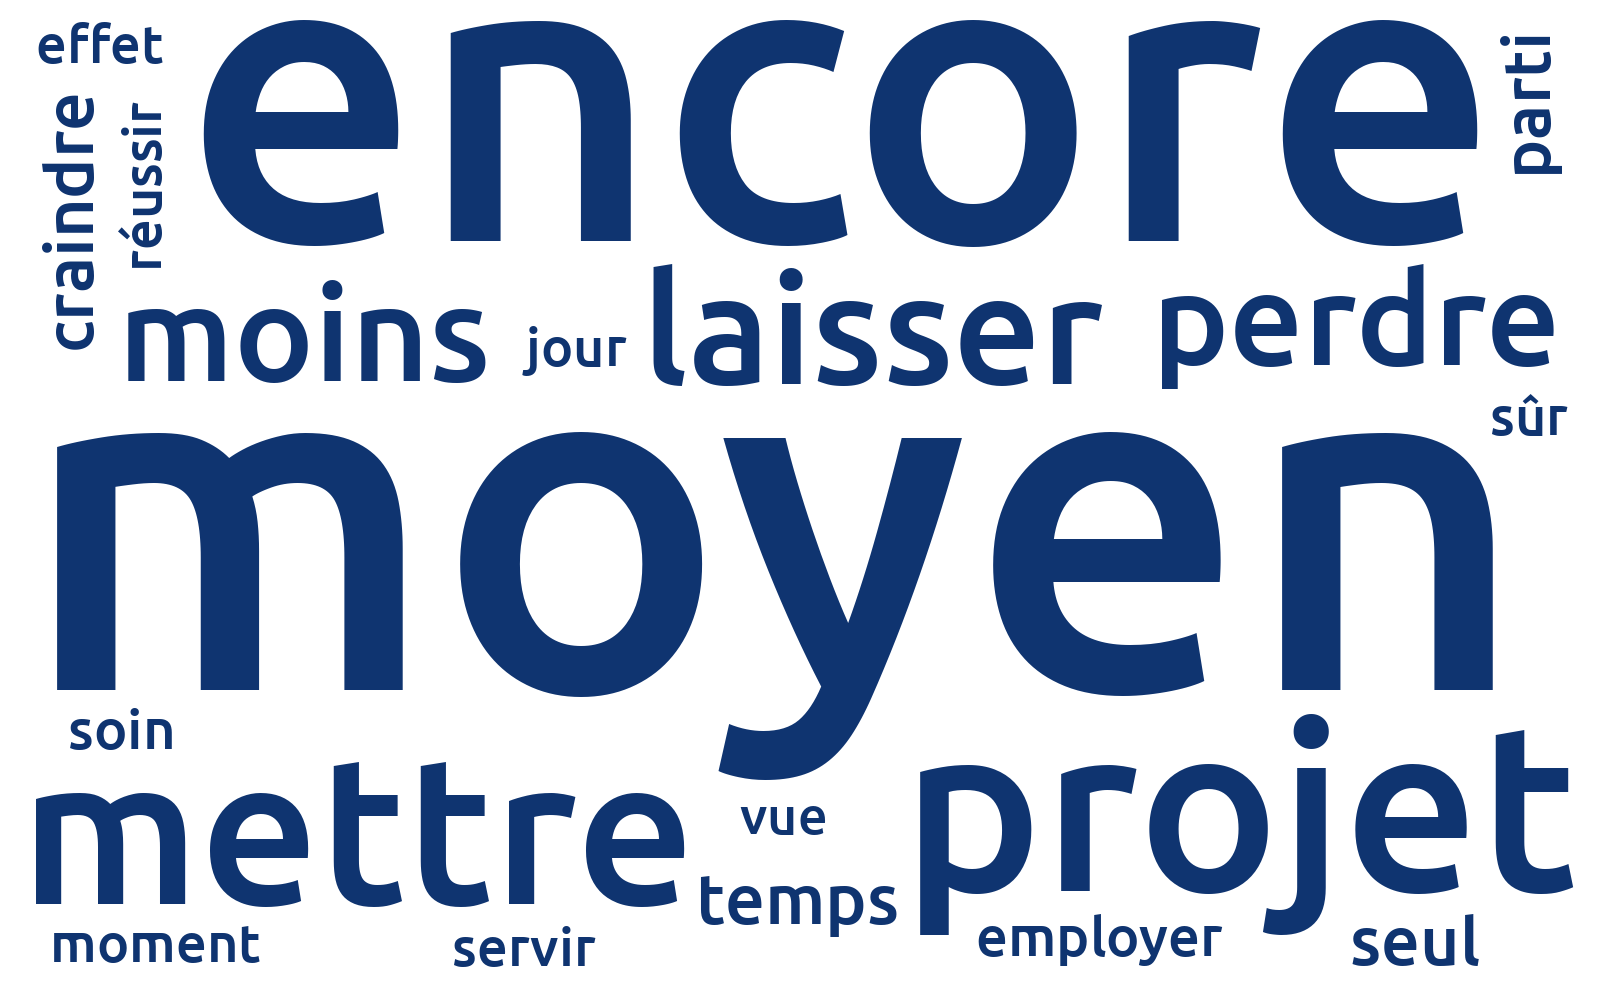 effet
encore
parti
craindre
réussir
moins
jour
laisser
perdre
sûr
moyen
soin
mettre
projet
vue
temps
moment
servir
employer
seul